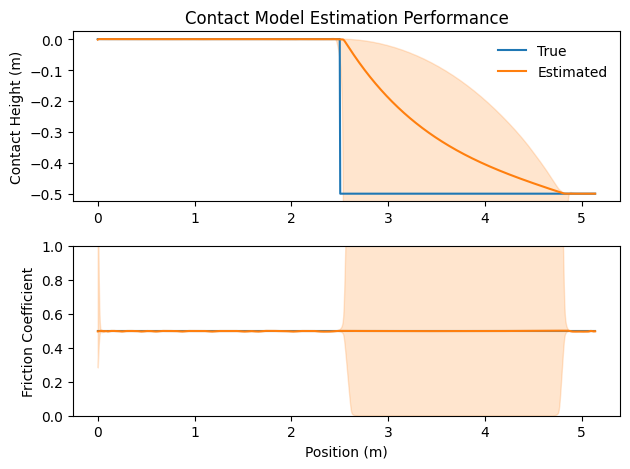 Contact Model Estimation Performance
Contact Height (m)
0.0
−0.1
−0.2
−0.3
−0.4
−0.5
True
Estimated
0 1 2 3 4 5
Friction Coefficient
1.0
0.8
0.6
0.4
0.2
0.0
0 1 2 3 4 5
Position (m)